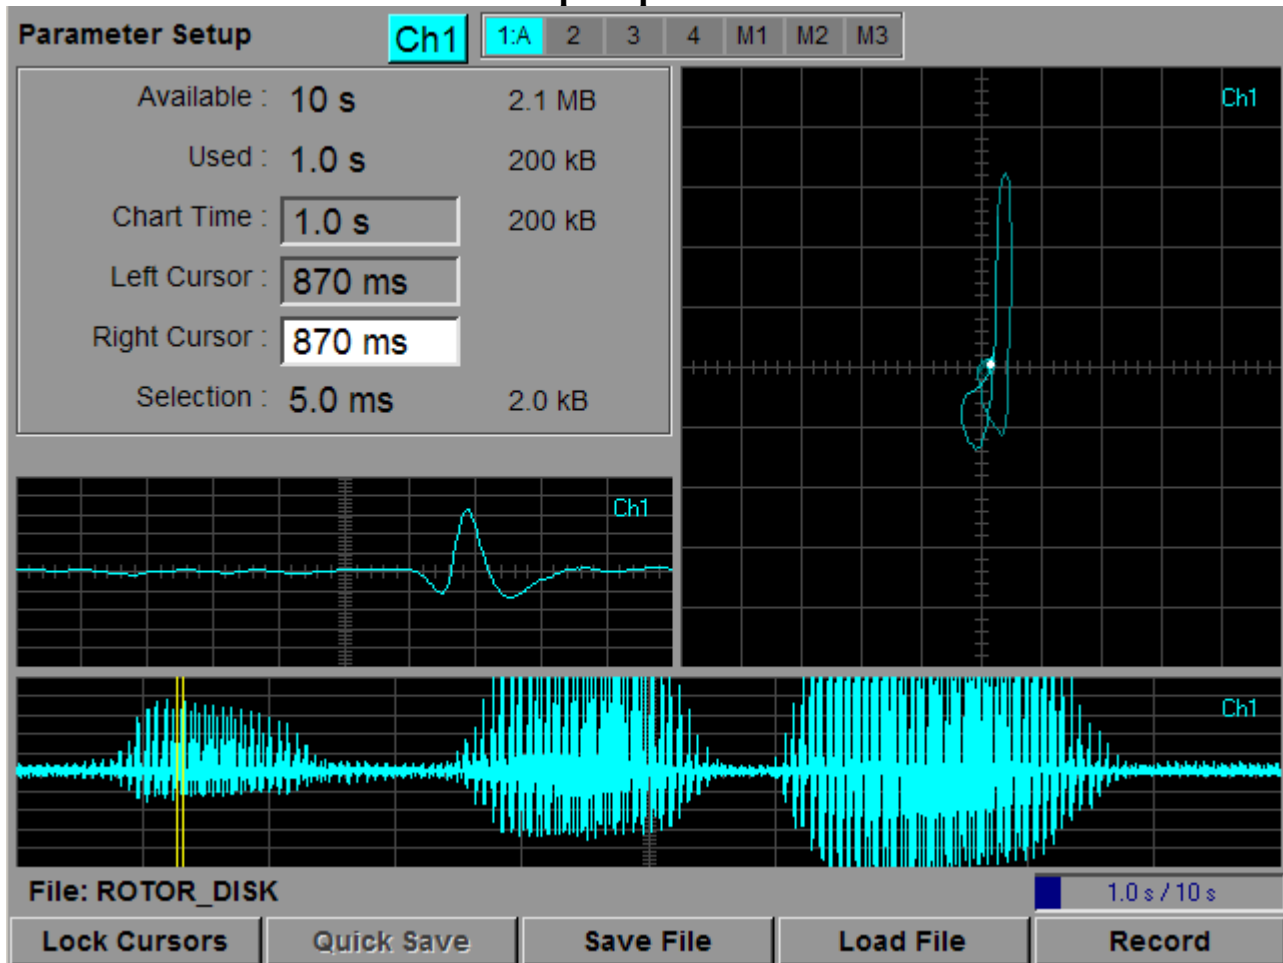 Parameter Setup Ch1 1:A 2 3 4 M1 M2 M3
Available : 10 s 2.1 MB
Used : 1.0 s 200 kB
Chart Time : 1.0 s 200 kB
Left Cursor : 870 ms
Right Cursor : 870 ms
Selection : 5.0 ms 2.0 kB
Ch1
Ch1
Ch1
File: ROTOR_DISK 1.0 s / 10 s
Lock Cursors Quick Save Save File Load File Record